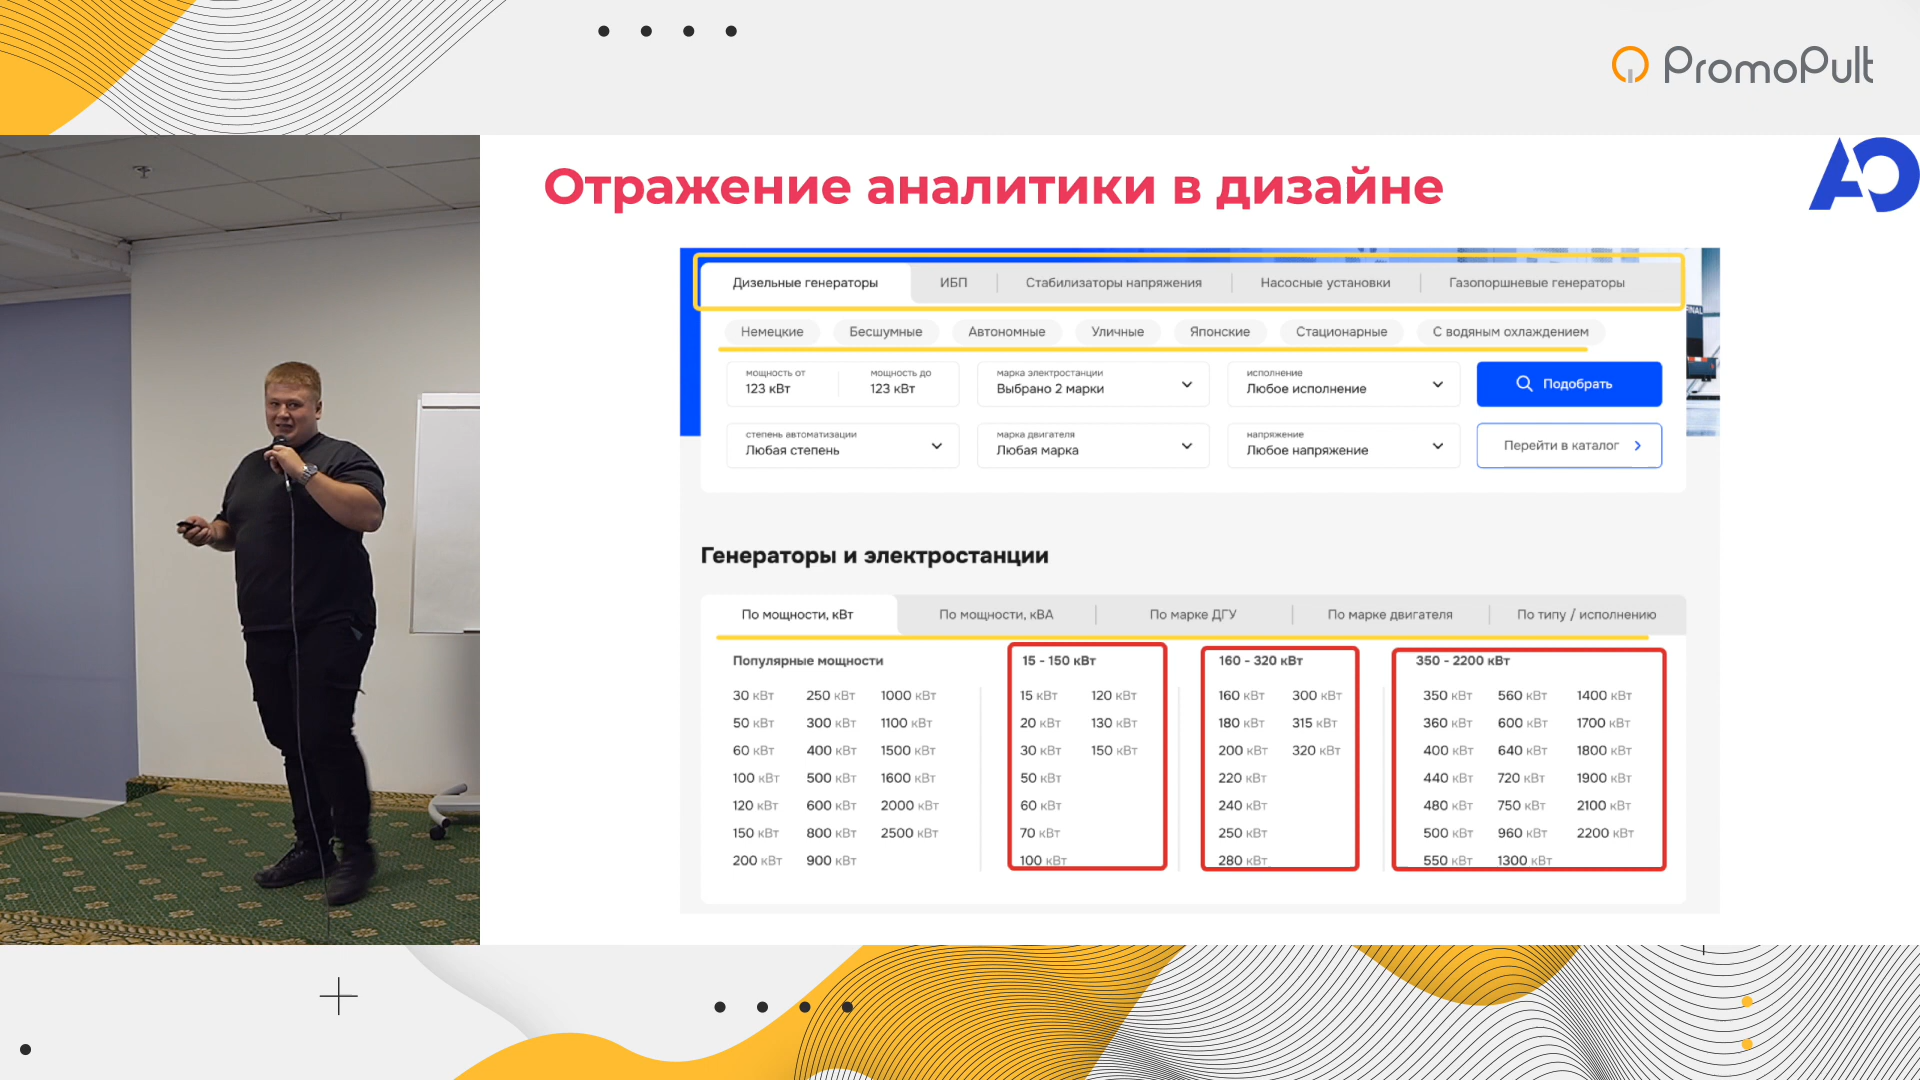 PromoPult
Отражение аналитики в дизайне
Дизельные генераторы ИБП Стабилизаторы напряжения Насосные установки Газопоршневые генераторы
Немецкие Бесшумные Автономные Уличные Японские Стационарные С водяным охлаждением
мощность от мощность до марка электростанции исполнение
123 кВт 123 кВт Выбрано 2 марки Любое исполнение Подобрать
степень автоматизации марка двигателя напряжение
Любая степень Любая марка Любое напряжение Перейти в каталог
Генераторы и электростанции
По мощности, кВт По мощности, кВА По марке ДГУ По марке двигателя По типу / исполнению
Популярные мощности 15 - 150 кВт 160 - 320 кВт 350 - 2200 кВт
30 кВт 250 кВт 1000 кВт 15 кВт 120 кВт 160 кВт 300 кВт 350 кВт 560 кВт 1400 кВт
50 кВт 300 кВт 1100 кВт 20 кВт 130 кВт 180 кВт 315 кВт 360 кВт 600 кВт 1700 кВт
60 кВт 400 кВт 1500 кВт 30 кВт 150 кВт 200 кВт 320 кВт 400 кВт 640 кВт 1800 кВт
100 кВт 500 кВт 1600 кВт 50 кВт 220 кВт 440 кВт 720 кВт 1900 кВт
120 кВт 600 кВт 2000 кВт 60 кВт 240 кВт 480 кВт 750 кВт 2100 кВт
150 кВт 800 кВт 2500 кВт 70 кВт 250 кВт 500 кВт 960 кВт 2200 кВт
200 кВт 900 кВт 100 кВт 280 кВт 550 кВт 1300 кВт